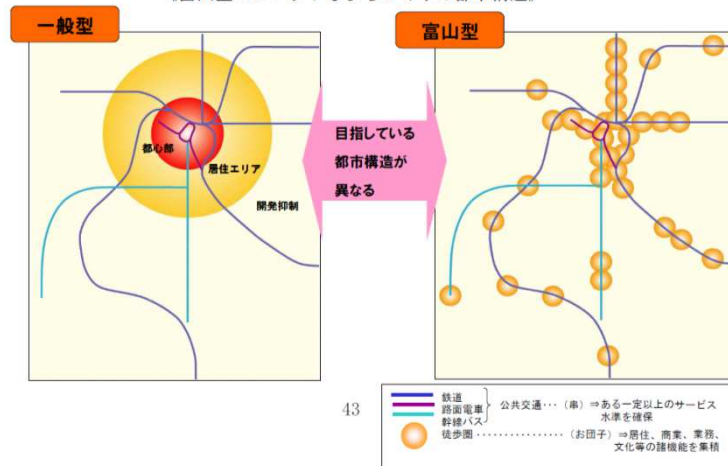 一般型
富山型
都心部
居住エリア
開発抑制
目指している
都市構造が
異なる
43
鉄道
路面電車
幹線バス
公共交通‥・(串)⇒ある一定以上のサービス
水準を確保
徒歩圏 ‥‥‥‥‥‥‥‥ (お団子)⇒居住、商業、業務、
文化等の諸機能を集積